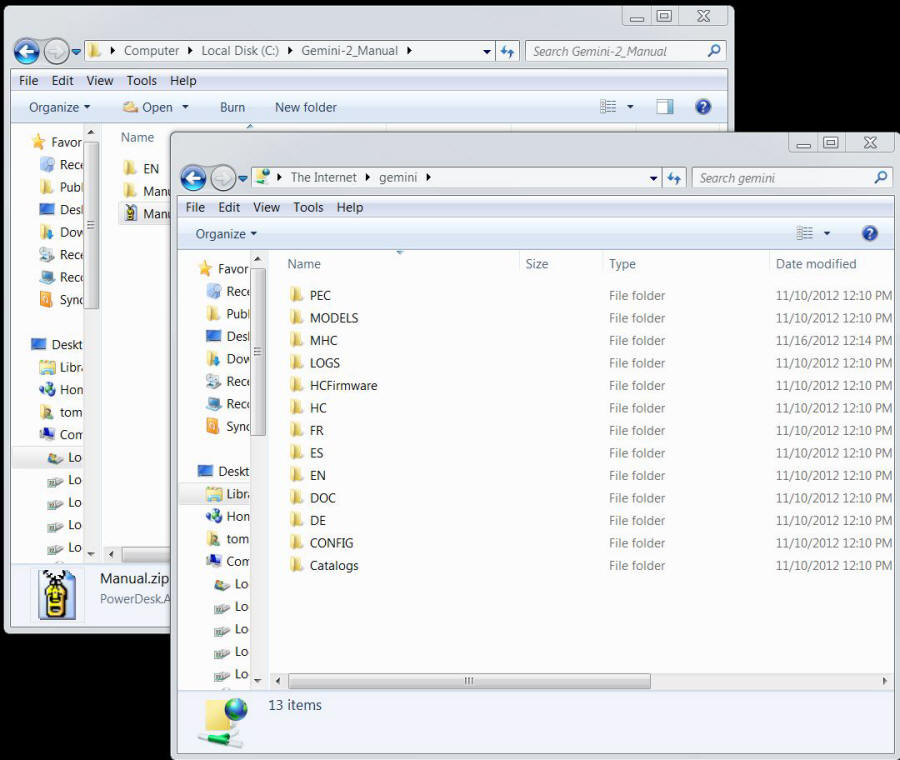 Computer Local Disk (C:) Gemini-2_Manual
Search Gemini-2_Manual
File Edit View Tools Help
Organize Open Burn New folder
Favor
Rece
Publ
Desl
Dow
Rece
Reco
Sync
Deskt
Libra
Hom
tom
Com
Lo
Lo
Lo
Lo
Lo
Name
EN
Manu
Manu
Manual.zip
PowerDesk.A
The Internet gemini
Search gemini
File Edit View Tools Help
Organize
Favor
Rece
Publ
Desl
Dow
Rece
Reco
Sync
Deskt
Libra
Hom
tom
Com
Lo
Lo
Lo
Lo
Lo
Name Size Type Date modified
PEC File folder 11/10/2012 12:10 PM
MODELS File folder 11/10/2012 12:10 PM
MHC File folder 11/16/2012 12:14 PM
LOGS File folder 11/10/2012 12:10 PM
HCFirmware File folder 11/10/2012 12:10 PM
HC File folder 11/10/2012 12:10 PM
FR File folder 11/10/2012 12:10 PM
ES File folder 11/10/2012 12:10 PM
EN File folder 11/10/2012 12:10 PM
DOC File folder 11/10/2012 12:10 PM
DE File folder 11/10/2012 12:10 PM
CONFIG File folder 11/10/2012 12:10 PM
Catalogs File folder 11/10/2012 12:10 PM
13 items